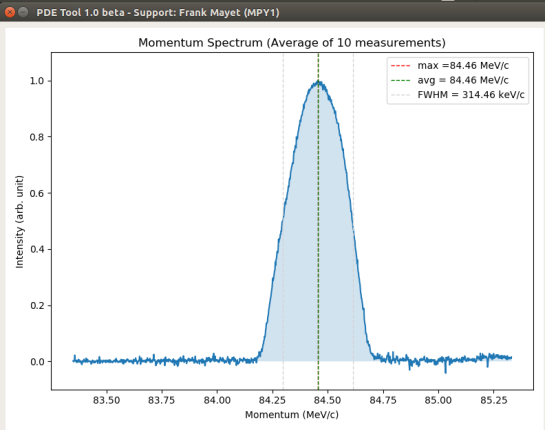 PDE Tool 1.0 beta - Support: Frank Mayet (MPY1)
Momentum Spectrum (Average of 10 measurements)
max =84.46 MeV/c
avg = 84.46 MeV/c
FWHM = 314.46 keV/c
Intensity (arb. unit)
1.0
0.8
0.6
0.4
0.2
0.0
83.50 83.75 84.00 84.25 84.50 84.75 85.00 85.25
Momentum (MeV/c)